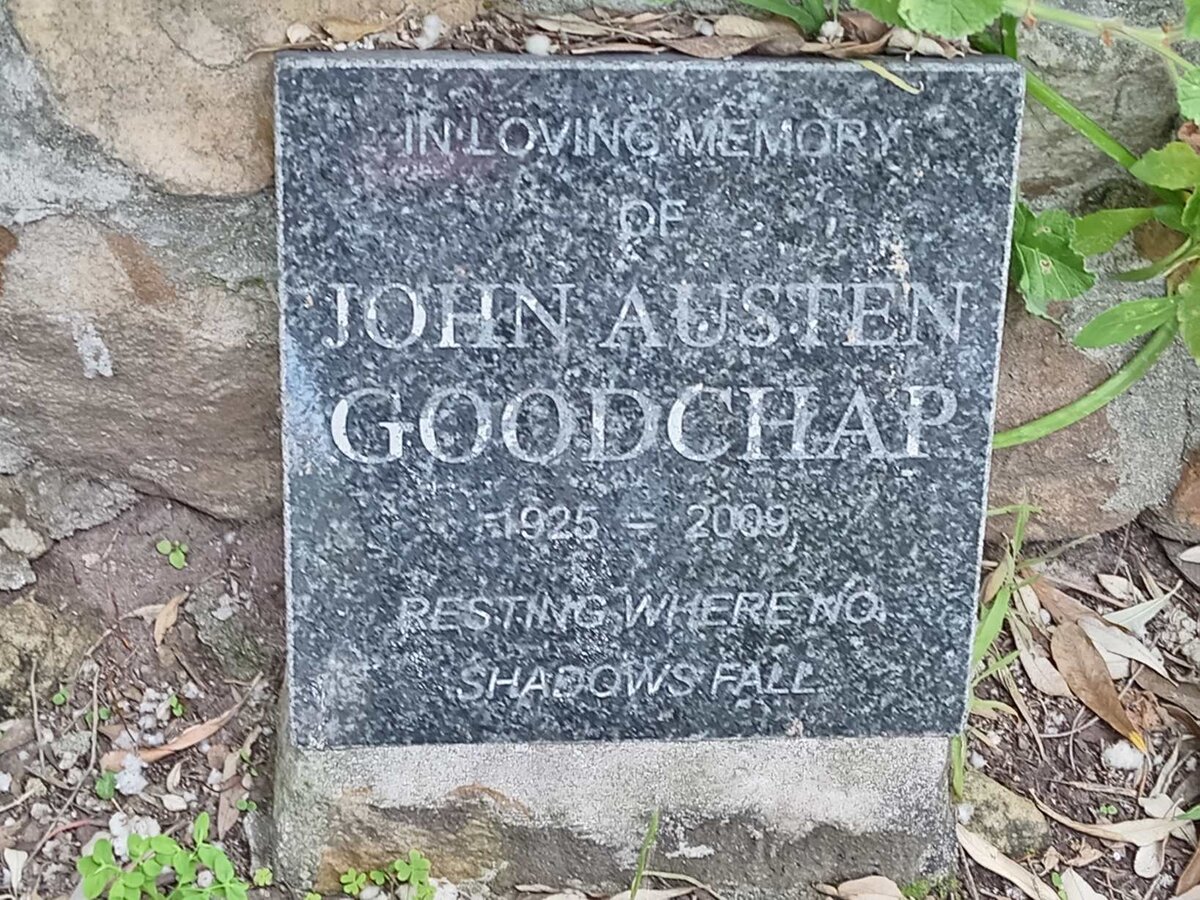 IN LOVING MEMORY
OF
JOHN AUSTEN
GOODCHAP
1925 – 2009
RESTING WHERE NO
SHADOWS FALL